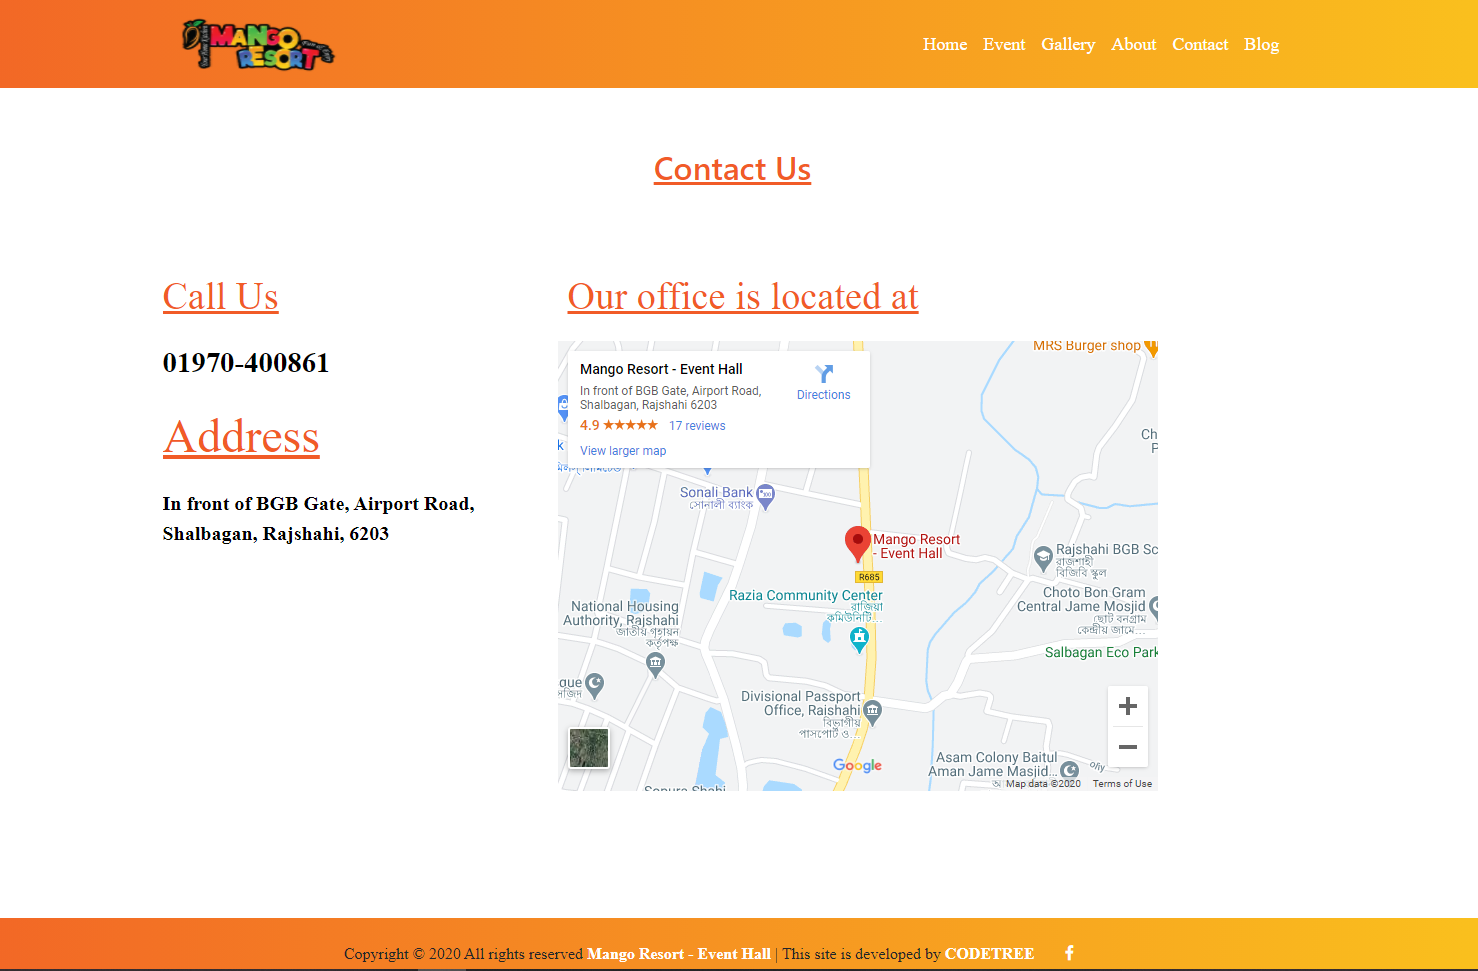 MANGO
RESORT
Home Event Gallery About Contact Blog
Contact Us
Call Us
01970-400861
Address
In front of BGB Gate, Airport Road,
Shalbagan, Rajshahi, 6203
Our office is located at
Mango Resort - Event Hall
In front of BGB Gate, Airport Road,
Shalbagan, Rajshahi 6203
4.9 ★★★★★ 17 reviews
View larger map
Directions
MRS Burger shop
Ch
P
k
Sonali Bank
সোনালী ব্যাংক
Mango Resort
- Event Hall
R685
Rajshahi BGB Sc
রাজশাহী
বিজিবি স্কুল
Razia Community Center
রাজিয়া
কমিউনিটি...
Choto Bon Gram
Central Jame Mosjid
ছোট বনগ্রাম
কেন্দ্রীয় জামে...
National Housing
Authority, Rajshahi
জাতীয় গৃহায়ন
কর্তৃপক্ষ
Salbagan Eco Park
que
সজিদ
Divisional Passport
Office, Rajshahi
বিভাগীয়
পাসপোর্ট ও...
Google
Asam Colony Baitul
Aman Jame Masjid...
Sopura Shahi
Map data ©2020 Terms of Use
Copyright © 2020 All rights reserved Mango Resort - Event Hall | This site is developed by CODETREE f